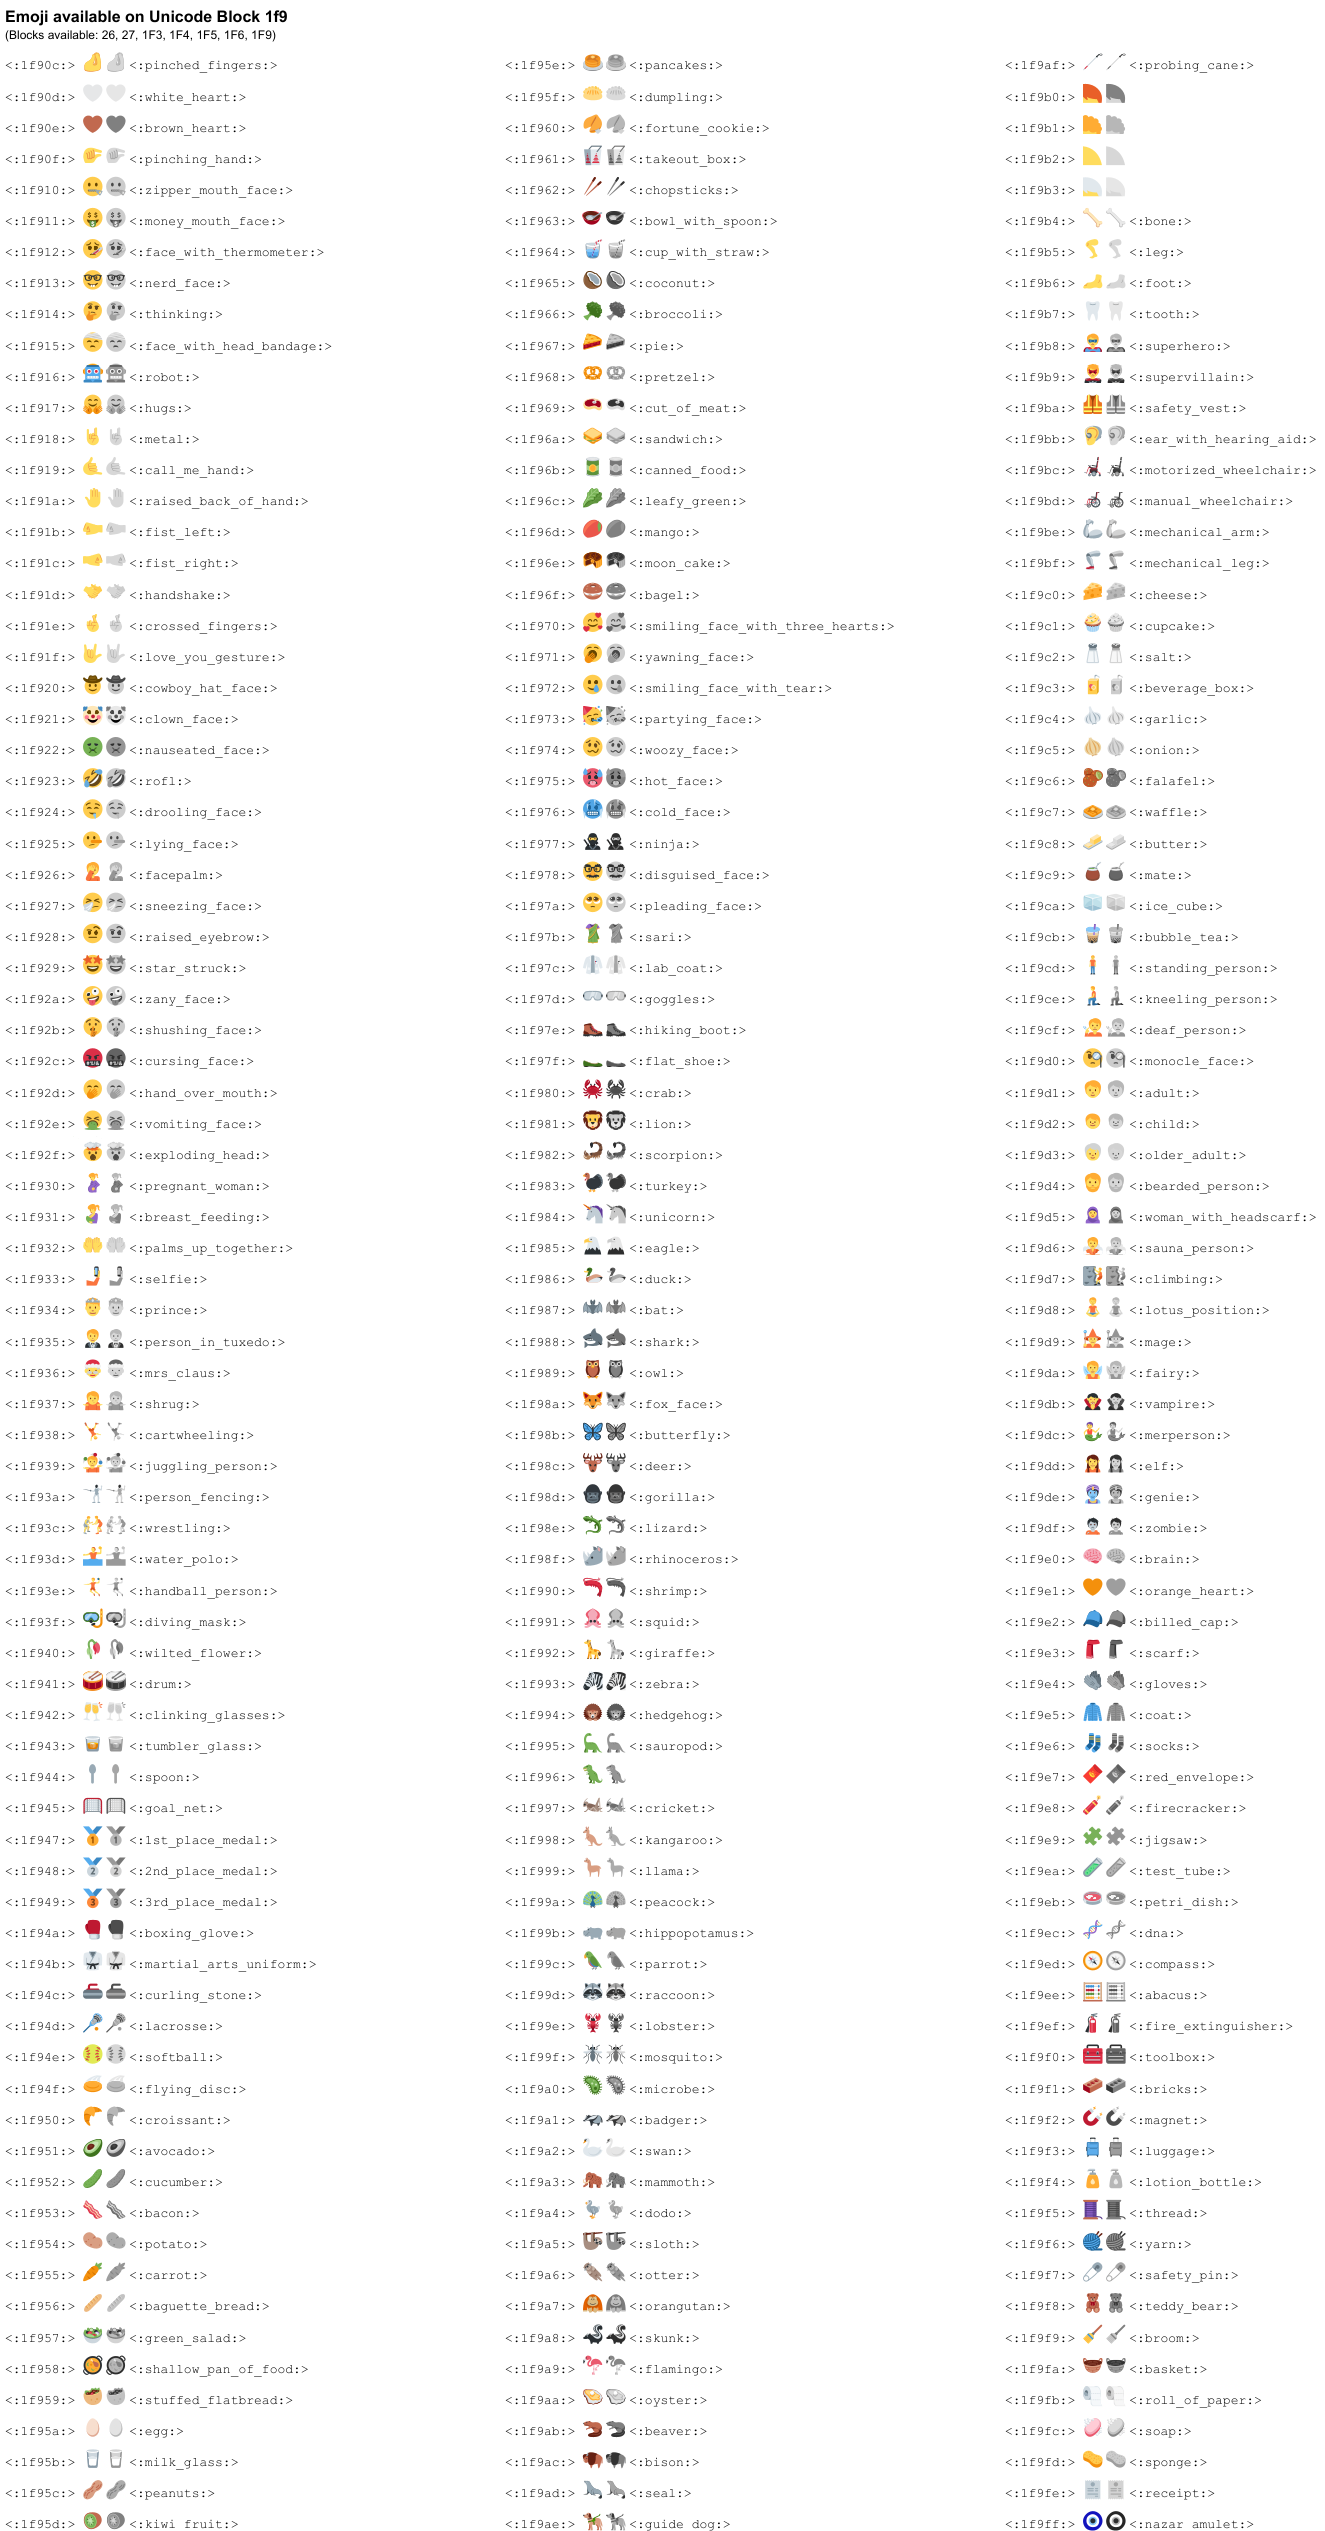 Emoji available on Unicode Block 1f9
(Blocks available: 26, 27, 1F3, 1F4, 1F5, 1F6, 1F9)
<:1f90c:> <:pinched_fingers:>
<:1f90d:> <:white_heart:>
<:1f90e:> <:brown_heart:>
<:1f90f:> <:pinching_hand:>
<:1f910:> <:zipper_mouth_face:>
<:1f911:> <:money_mouth_face:>
<:1f912:> <:face_with_thermometer:>
<:1f913:> <:nerd_face:>
<:1f914:> <:thinking:>
<:1f915:> <:face_with_head_bandage:>
<:1f916:> <:robot:>
<:1f917:> <:hugs:>
<:1f918:> <:metal:>
<:1f919:> <:call_me_hand:>
<:1f91a:> <:raised_back_of_hand:>
<:1f91b:> <:fist_left:>
<:1f91c:> <:fist_right:>
<:1f91d:> <:handshake:>
<:1f91e:> <:crossed_fingers:>
<:1f91f:> <:love_you_gesture:>
<:1f920:> <:cowboy_hat_face:>
<:1f921:> <:clown_face:>
<:1f922:> <:nauseated_face:>
<:1f923:> <:rofl:>
<:1f924:> <:drooling_face:>
<:1f925:> <:lying_face:>
<:1f926:> <:facepalm:>
<:1f927:> <:sneezing_face:>
<:1f928:> <:raised_eyebrow:>
<:1f929:> <:star_struck:>
<:1f92a:> <:zany_face:>
<:1f92b:> <:shushing_face:>
<:1f92c:> <:cursing_face:>
<:1f92d:> <:hand_over_mouth:>
<:1f92e:> <:vomiting_face:>
<:1f92f:> <:exploding_head:>
<:1f930:> <:pregnant_woman:>
<:1f931:> <:breast_feeding:>
<:1f932:> <:palms_up_together:>
<:1f933:> <:selfie:>
<:1f934:> <:prince:>
<:1f935:> <:person_in_tuxedo:>
<:1f936:> <:mrs_claus:>
<:1f937:> <:shrug:>
<:1f938:> <:cartwheeling:>
<:1f939:> <:juggling_person:>
<:1f93a:> <:person_fencing:>
<:1f93c:> <:wrestling:>
<:1f93d:> <:water_polo:>
<:1f93e:> <:handball_person:>
<:1f93f:> <:diving_mask:>
<:1f940:> <:wilted_flower:>
<:1f941:> <:drum:>
<:1f942:> <:clinking_glasses:>
<:1f943:> <:tumbler_glass:>
<:1f944:> <:spoon:>
<:1f945:> <:goal_net:>
<:1f947:> <:1st_place_medal:>
<:1f948:> <:2nd_place_medal:>
<:1f949:> <:3rd_place_medal:>
<:1f94a:> <:boxing_glove:>
<:1f94b:> <:martial_arts_uniform:>
<:1f94c:> <:curling_stone:>
<:1f94d:> <:lacrosse:>
<:1f94e:> <:softball:>
<:1f94f:> <:flying_disc:>
<:1f950:> <:croissant:>
<:1f951:> <:avocado:>
<:1f952:> <:cucumber:>
<:1f953:> <:bacon:>
<:1f954:> <:potato:>
<:1f955:> <:carrot:>
<:1f956:> <:baguette_bread:>
<:1f957:> <:green_salad:>
<:1f958:> <:shallow_pan_of_food:>
<:1f959:> <:stuffed_flatbread:>
<:1f95a:> <:egg:>
<:1f95b:> <:milk_glass:>
<:1f95c:> <:peanuts:>
<:1f95d:> <:kiwi_fruit:>
<:1f95e:> <:pancakes:>
<:1f95f:> <:dumpling:>
<:1f960:> <:fortune_cookie:>
<:1f961:> <:takeout_box:>
<:1f962:> <:chopsticks:>
<:1f963:> <:bowl_with_spoon:>
<:1f964:> <:cup_with_straw:>
<:1f965:> <:coconut:>
<:1f966:> <:broccoli:>
<:1f967:> <:pie:>
<:1f968:> <:pretzel:>
<:1f969:> <:cut_of_meat:>
<:1f96a:> <:sandwich:>
<:1f96b:> <:canned_food:>
<:1f96c:> <:leafy_green:>
<:1f96d:> <:mango:>
<:1f96e:> <:moon_cake:>
<:1f96f:> <:bagel:>
<:1f970:> <:smiling_face_with_three_hearts:>
<:1f971:> <:yawning_face:>
<:1f972:> <:smiling_face_with_tear:>
<:1f973:> <:partying_face:>
<:1f974:> <:woozy_face:>
<:1f975:> <:hot_face:>
<:1f976:> <:cold_face:>
<:1f977:> <:ninja:>
<:1f978:> <:disguised_face:>
<:1f97a:> <:pleading_face:>
<:1f97b:> <:sari:>
<:1f97c:> <:lab_coat:>
<:1f97d:> <:goggles:>
<:1f97e:> <:hiking_boot:>
<:1f97f:> <:flat_shoe:>
<:1f980:> <:crab:>
<:1f981:> <:lion:>
<:1f982:> <:scorpion:>
<:1f983:> <:turkey:>
<:1f984:> <:unicorn:>
<:1f985:> <:eagle:>
<:1f986:> <:duck:>
<:1f987:> <:bat:>
<:1f988:> <:shark:>
<:1f989:> <:owl:>
<:1f98a:> <:fox_face:>
<:1f98b:> <:butterfly:>
<:1f98c:> <:deer:>
<:1f98d:> <:gorilla:>
<:1f98e:> <:lizard:>
<:1f98f:> <:rhinoceros:>
<:1f990:> <:shrimp:>
<:1f991:> <:squid:>
<:1f992:> <:giraffe:>
<:1f993:> <:zebra:>
<:1f994:> <:hedgehog:>
<:1f995:> <:sauropod:>
<:1f996:>
<:1f997:> <:cricket:>
<:1f998:> <:kangaroo:>
<:1f999:> <:llama:>
<:1f99a:> <:peacock:>
<:1f99b:> <:hippopotamus:>
<:1f99c:> <:parrot:>
<:1f99d:> <:raccoon:>
<:1f99e:> <:lobster:>
<:1f99f:> <:mosquito:>
<:1f9a0:> <:microbe:>
<:1f9a1:> <:badger:>
<:1f9a2:> <:swan:>
<:1f9a3:> <:mammoth:>
<:1f9a4:> <:dodo:>
<:1f9a5:> <:sloth:>
<:1f9a6:> <:otter:>
<:1f9a7:> <:orangutan:>
<:1f9a8:> <:skunk:>
<:1f9a9:> <:flamingo:>
<:1f9aa:> <:oyster:>
<:1f9ab:> <:beaver:>
<:1f9ac:> <:bison:>
<:1f9ad:> <:seal:>
<:1f9ae:> <:guide_dog:>
<:1f9af:> <:probing_cane:>
<:1f9b0:>
<:1f9b1:>
<:1f9b2:>
<:1f9b3:>
<:1f9b4:> <:bone:>
<:1f9b5:> <:leg:>
<:1f9b6:> <:foot:>
<:1f9b7:> <:tooth:>
<:1f9b8:> <:superhero:>
<:1f9b9:> <:supervillain:>
<:1f9ba:> <:safety_vest:>
<:1f9bb:> <:ear_with_hearing_aid:>
<:1f9bc:> <:motorized_wheelchair:>
<:1f9bd:> <:manual_wheelchair:>
<:1f9be:> <:mechanical_arm:>
<:1f9bf:> <:mechanical_leg:>
<:1f9c0:> <:cheese:>
<:1f9c1:> <:cupcake:>
<:1f9c2:> <:salt:>
<:1f9c3:> <:beverage_box:>
<:1f9c4:> <:garlic:>
<:1f9c5:> <:onion:>
<:1f9c6:> <:falafel:>
<:1f9c7:> <:waffle:>
<:1f9c8:> <:butter:>
<:1f9c9:> <:mate:>
<:1f9ca:> <:ice_cube:>
<:1f9cb:> <:bubble_tea:>
<:1f9cd:> <:standing_person:>
<:1f9ce:> <:kneeling_person:>
<:1f9cf:> <:deaf_person:>
<:1f9d0:> <:monocle_face:>
<:1f9d1:> <:adult:>
<:1f9d2:> <:child:>
<:1f9d3:> <:older_adult:>
<:1f9d4:> <:bearded_person:>
<:1f9d5:> <:woman_with_headscarf:>
<:1f9d6:> <:sauna_person:>
<:1f9d7:> <:climbing:>
<:1f9d8:> <:lotus_position:>
<:1f9d9:> <:mage:>
<:1f9da:> <:fairy:>
<:1f9db:> <:vampire:>
<:1f9dc:> <:merperson:>
<:1f9dd:> <:elf:>
<:1f9de:> <:genie:>
<:1f9df:> <:zombie:>
<:1f9e0:> <:brain:>
<:1f9e1:> <:orange_heart:>
<:1f9e2:> <:billed_cap:>
<:1f9e3:> <:scarf:>
<:1f9e4:> <:gloves:>
<:1f9e5:> <:coat:>
<:1f9e6:> <:socks:>
<:1f9e7:> <:red_envelope:>
<:1f9e8:> <:firecracker:>
<:1f9e9:> <:jigsaw:>
<:1f9ea:> <:test_tube:>
<:1f9eb:> <:petri_dish:>
<:1f9ec:> <:dna:>
<:1f9ed:> <:compass:>
<:1f9ee:> <:abacus:>
<:1f9ef:> <:fire_extinguisher:>
<:1f9f0:> <:toolbox:>
<:1f9f1:> <:bricks:>
<:1f9f2:> <:magnet:>
<:1f9f3:> <:luggage:>
<:1f9f4:> <:lotion_bottle:>
<:1f9f5:> <:thread:>
<:1f9f6:> <:yarn:>
<:1f9f7:> <:safety_pin:>
<:1f9f8:> <:teddy_bear:>
<:1f9f9:> <:broom:>
<:1f9fa:> <:basket:>
<:1f9fb:> <:roll_of_paper:>
<:1f9fc:> <:soap:>
<:1f9fd:> <:sponge:>
<:1f9fe:> <:receipt:>
<:1f9ff:> <:nazar_amulet:>